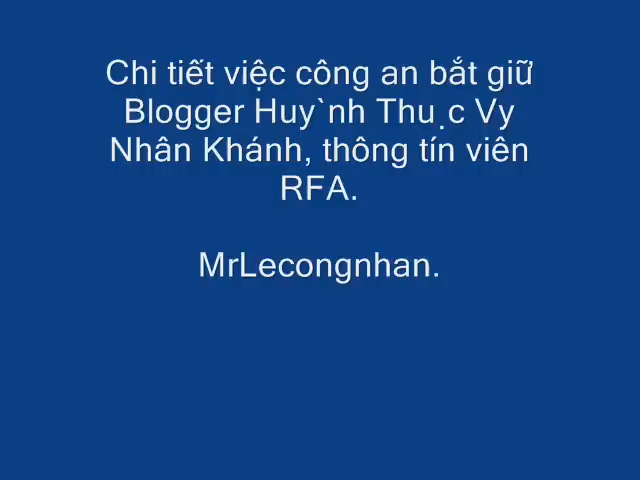 Chi tiết việc công an bắt giữ
Blogger Huy`nh Thu ̣c Vy
Nhân Khánh, thông tín viên
RFA.
MrLecongnhan.